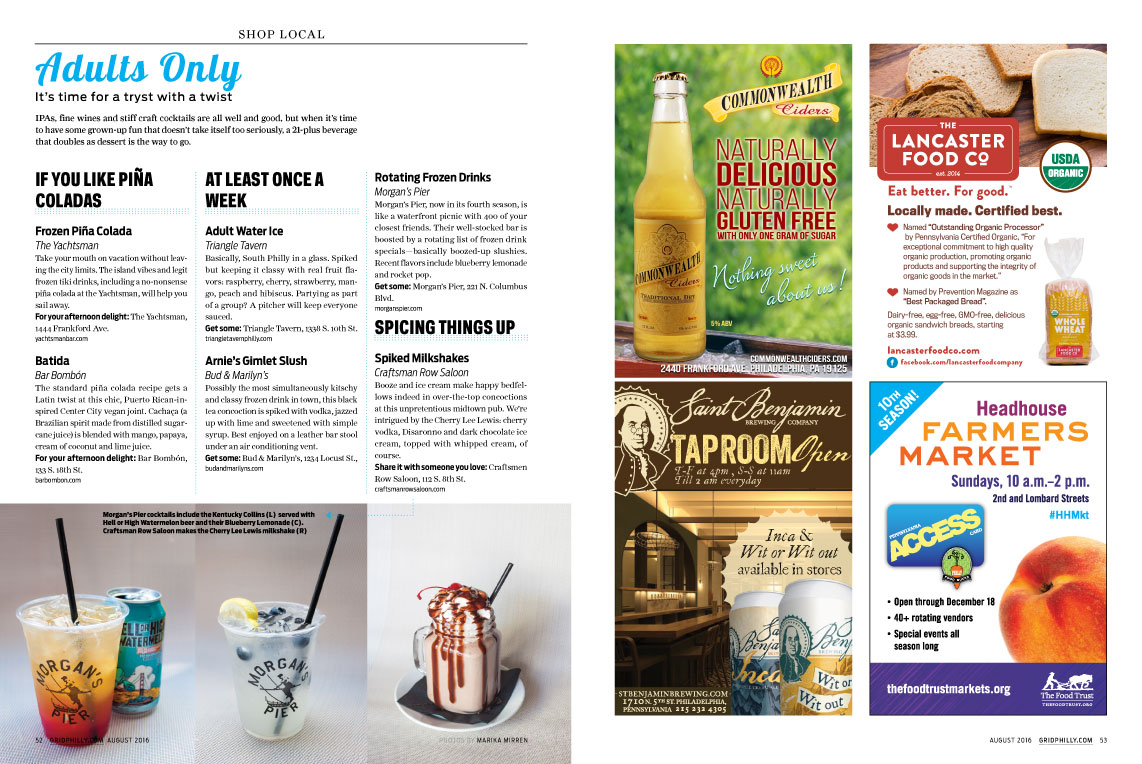 SHOP LOCAL
Adults Only
It's time for a tryst with a twist
IPAs, fine wines and stiff craft cocktails are all well and good, but when it's time
to have some grown-up fun that doesn't take itself too seriously, a 21-plus beverage
that doubles as dessert is the way to go.
IF YOU LIKE PIÑA
COLADAS
Frozen Piña Colada
The Yachtsman
Take your mouth on vacation without leav-
ing the city limits. The island vibes and legit
frozen tiki drinks, including a no-nonsense
piña colada at the Yachtsman, will help you
sail away.
For your afternoon delight: The Yachtsman,
1444 Frankford Ave.
yachtsmanbar.com
Batida
Bar Bombón
The standard piña colada recipe gets a
Latin twist at this chic, Puerto Rican-in-
spired Center City vegan joint. Cachaça (a
Brazilian spirit made from distilled sugar-
cane juice) is blended with mango, papaya,
cream of coconut and lime juice.
For your afternoon delight: Bar Bombón,
133 S. 18th St.
barbombon.com
AT LEAST ONCE A
WEEK
Adult Water Ice
Triangle Tavern
Basically, South Philly in a glass. Spiked
but keeping it classy with real fruit fla-
vors: raspberry, cherry, strawberry, man-
go, peach and hibiscus. Partying as part
of a group? A pitcher will keep everyone
sauced.
Get some: Triangle Tavern, 1338 S. 10th St.
triangletavernphilly.com
Arnie's Gimlet Slush
Bud & Marilyn's
Possibly the most simultaneously kitschy
and classy frozen drink in town, this black
tea concoction is spiked with vodka, jazzed
up with lime and sweetened with simple
syrup. Best enjoyed on a leather bar stool
under an air conditioning vent.
Get some: Bud & Marilyn's, 1234 Locust St.,
budandmarilyns.com
Rotating Frozen Drinks
Morgan's Pier
Morgan's Pier, now in its fourth season, is
like a waterfront picnic with 400 of your
closest friends. Their well-stocked bar is
boosted by a rotating list of frozen drink
specials—basically boozed-up slushies.
Recent flavors include blueberry lemonade
and rocket pop.
Get some: Morgan's Pier, 221 N. Columbus
Blvd.
morganspier.com
SPICING THINGS UP
Spiked Milkshakes
Craftsman Row Saloon
Booze and ice cream make happy bedfel-
lows indeed in over-the-top concoctions
at this unpretentious midtown pub. We're
intrigued by the Cherry Lee Lewis: cherry
vodka, Disaronno and dark chocolate ice
cream, topped with whipped cream, of
course.
Share it with someone you love: Craftsmen
Row Saloon, 112 S. 8th St.
craftsmanrowsaloon.com
Morgan's Pier cocktails include the Kentucky Collins (L) served with
Hell or High Watermelon beer and their Blueberry Lemonade (C).
Craftsman Row Saloon makes the Cherry Lee Lewis milkshake (R)
MORGAN'S
PIER
MORGAN'S
PIER
52 GRIDPHILLY.COM AUGUST 2016
PHOTOS BY MARIKA MIRREN
COMMONWEALTH
Ciders
NATURALLY
DELICIOUS
NATURALLY
GLUTEN FREE
WITH ONLY ONE GRAM OF SUGAR
Nothing sweet
about us!
COMMONWEALTH
Ciders
TRADITIONAL DRY
5% ABV
COMMONWEALTHCIDERS.COM
2440 FRANKFORD AVE, PHILADELPHIA, PA 19125
THE
LANCASTER
FOOD CO
est. 2014
USDA
ORGANIC
Eat better. For good.™
Locally made. Certified best.
Named "Outstanding Organic Processor"
by Pennsylvania Certified Organic, "For
exceptional commitment to high quality
organic production, promoting organic
products and supporting the integrity of
organic goods in the market."
Named by Prevention Magazine as
"Best Packaged Bread".
Dairy-free, egg-free, GMO-free, delicious
organic sandwich breads, starting
at $3.99.
lancasterfoodco.com
facebook.com/lancasterfoodcompany
WHOLE
WHEAT
Saint Benjamin
BREWING COMPANY
TAPROOM Open
T-F at 4pm, S-S at 11am
Till 2 am everyday
Inca &
Wit or Wit out
available in stores
Inca
Wit or
Wit out
STBENJAMINBREWING.COM
1710 N. 5TH ST. PHILADELPHIA,
PENNSYLVANIA 215 232 4305
10TH
SEASON!
Headhouse
FARMERS
MARKET
Sundays, 10 a.m.–2 p.m.
2nd and Lombard Streets
#HHMkt
PENNSYLVANIA
ACCESS
CARD
• Open through December 18
• 40+ rotating vendors
• Special events all
season long
thefoodtrustmarkets.org
The Food Trust
THEFOODTRUST.ORG
AUGUST 2016 GRIDPHILLY.COM 53